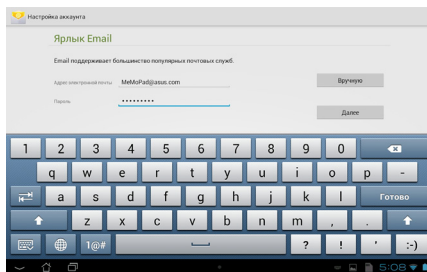 Настройка аккаунта
Ярлык Email
Email поддерживает большинство популярных почтовых служб.
Адрес электронной почты MeMoPad@asus.com Вручную
Пароль •••••••••
Далее
1 2 3 4 5 6 7 8 9 0
q w e r t y u i o p -
a s d f g h j k l Готово
z x c v b n m , .
1@# ? ! ' :-)
5:08